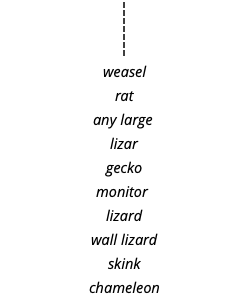 weasel
rat
any large
lizar
gecko
monitor
lizard
wall lizard
skink
chameleon